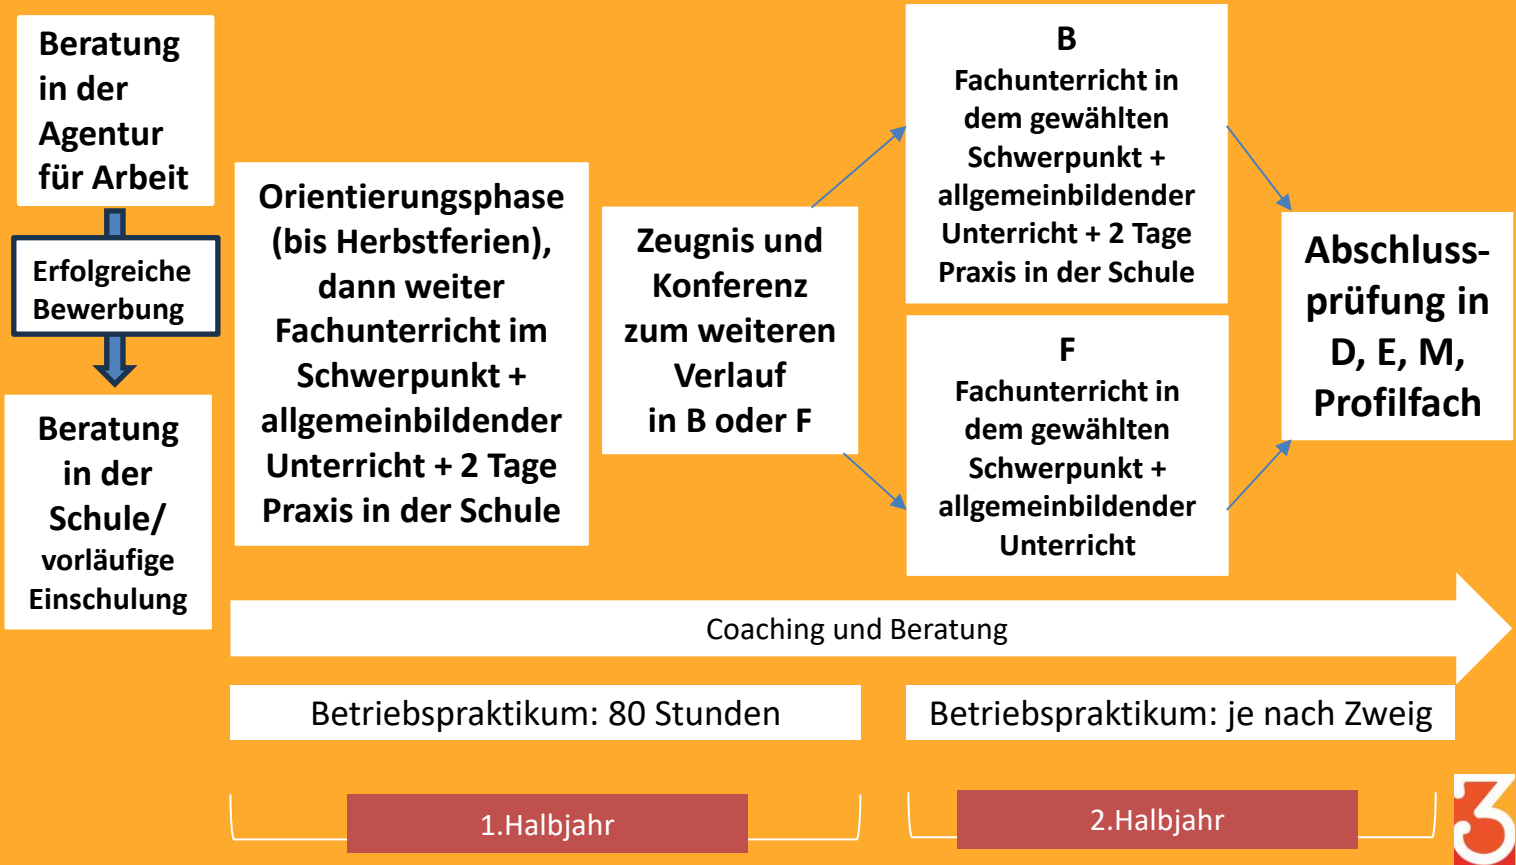 Beratung
in der
Agentur
für Arbeit
Erfolgreiche
Bewerbung
Beratung
in der
Schule/
vorläufige
Einschulung
Orientierungsphase
(bis Herbstferien),
dann weiter
Fachunterricht im
Schwerpunkt +
allgemeinbildender
Unterricht + 2 Tage
Praxis in der Schule
Zeugnis und
Konferenz
zum weiteren
Verlauf
in B oder F
B
Fachunterricht in
dem gewählten
Schwerpunkt +
allgemeinbildender
Unterricht + 2 Tage
Praxis in der Schule
F
Fachunterricht in
dem gewählten
Schwerpunkt +
allgemeinbildender
Unterricht
Abschluss-
prüfung in
D, E, M,
Profilfach
Coaching und Beratung
Betriebspraktikum: 80 Stunden
Betriebspraktikum: je nach Zweig
1.Halbjahr
2.Halbjahr
3